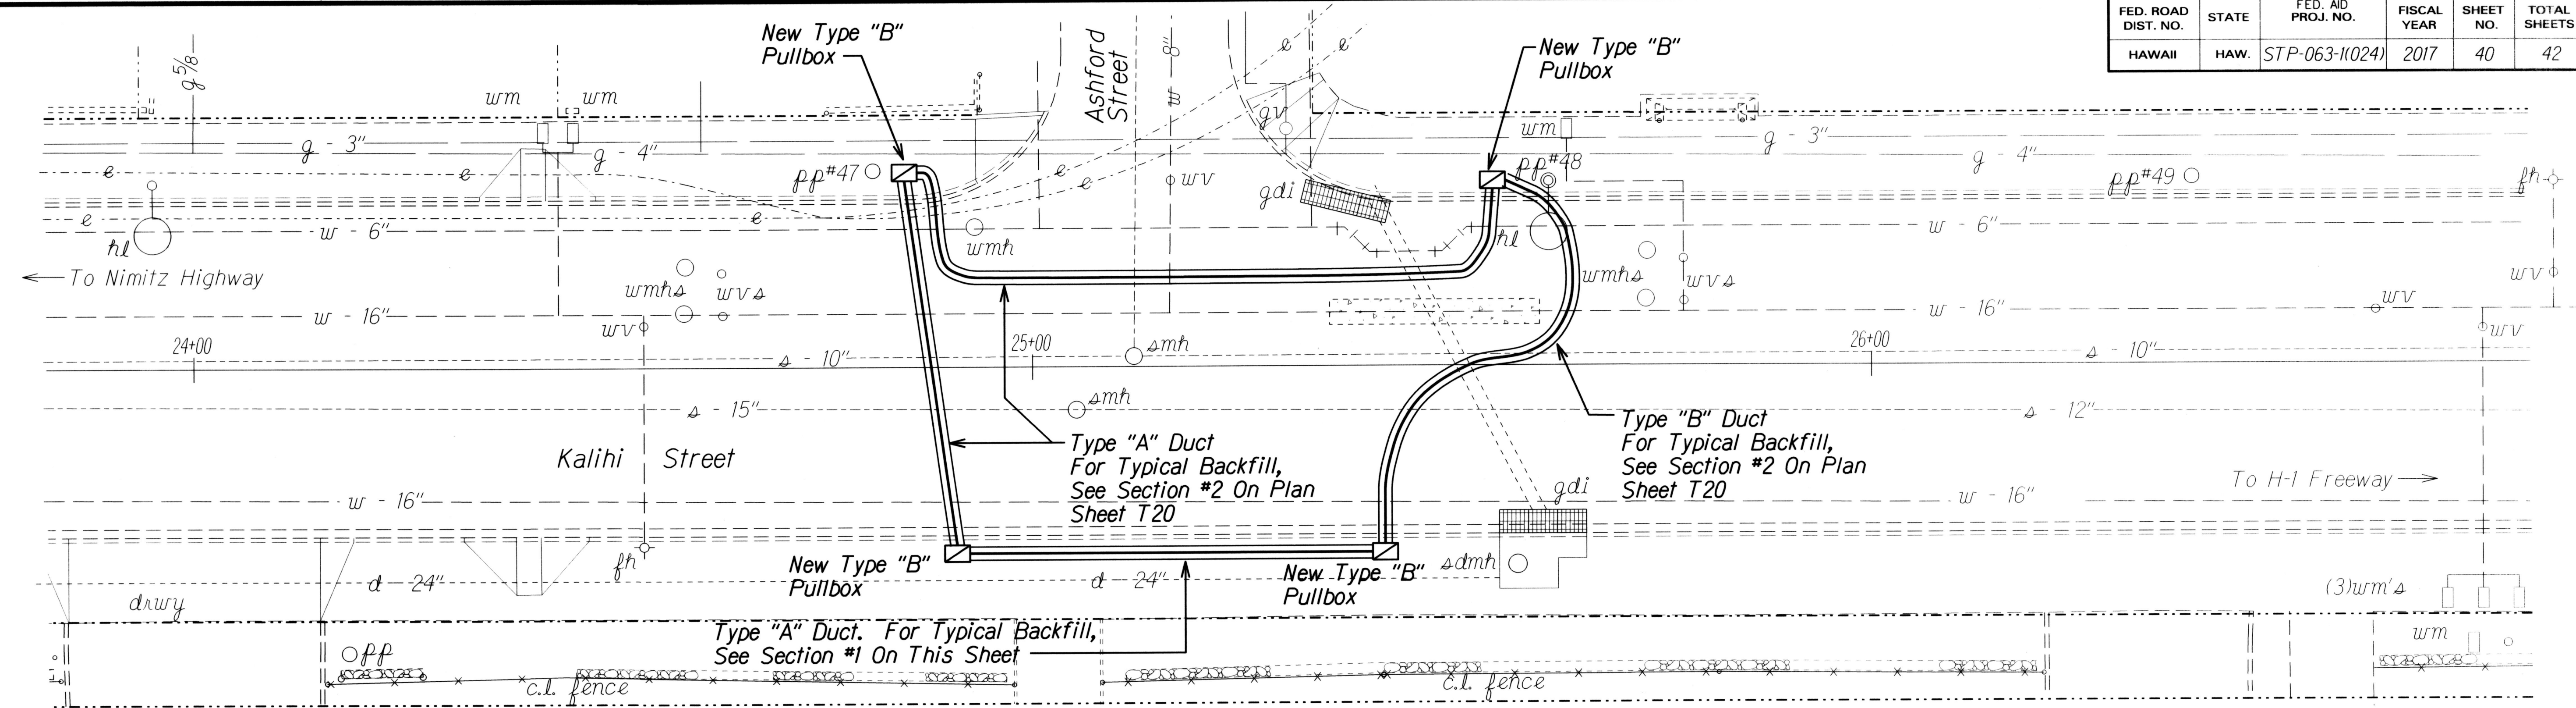 FED. ROAD
DIST. NO.
STATE
FED. AID
PROJ. NO.
FISCAL
YEAR
SHEET
NO.
TOTAL
SHEETS
HAWAII
HAW.
STP-063-1(024)
2017
40
42
New Type "B"
Pullbox
Ashford
Street
w - 8"
e
e
New Type "B"
Pullbox
g 5/8
wm
wm
gv
wm
g - 3"
g - 4"
g - 3"
g - 4"
e
e
pp#47
e
e
wv
gdi
pp#48
pp#49
fh
e
e
w - 6"
hl
wmh
hl
w - 6"
To Nimitz Highway
wmhs
wvs
wmhs
wvs
wv
w - 16"
wv
w - 16"
wv
wv
24+00
25+00
smh
26+00
s - 10"
s - 10"
s - 15"
smh
s - 12"
Kalihi Street
Type "A" Duct
For Typical Backfill,
See Section #2 On Plan
Sheet T20
Type "B" Duct
For Typical Backfill,
See Section #2 On Plan
Sheet T20
To H-1 Freeway
w - 16"
gdi
w - 16"
fh
New Type "B"
Pullbox
New Type "B"
Pullbox
sdmh
d - 24"
d - 24"
drwy
(3)wm's
Type "A" Duct. For Typical Backfill,
See Section #1 On This Sheet
pp
wm
c.l. fence
c.l. fence